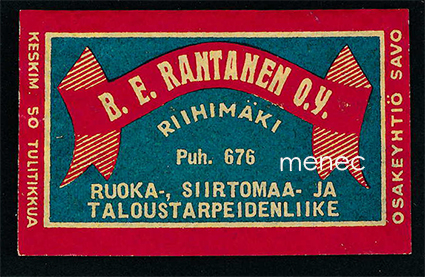 KESKIM. 50 TULITIKKUA
B. E. RANTANEN O.Y.
RIIHIMÄKI
Puh. 676
menec
RUOKA-, SIIRTOMAA- JA
TALOUSTARPEIDENLIIKE
OSAKEYHTIÖ SAVO